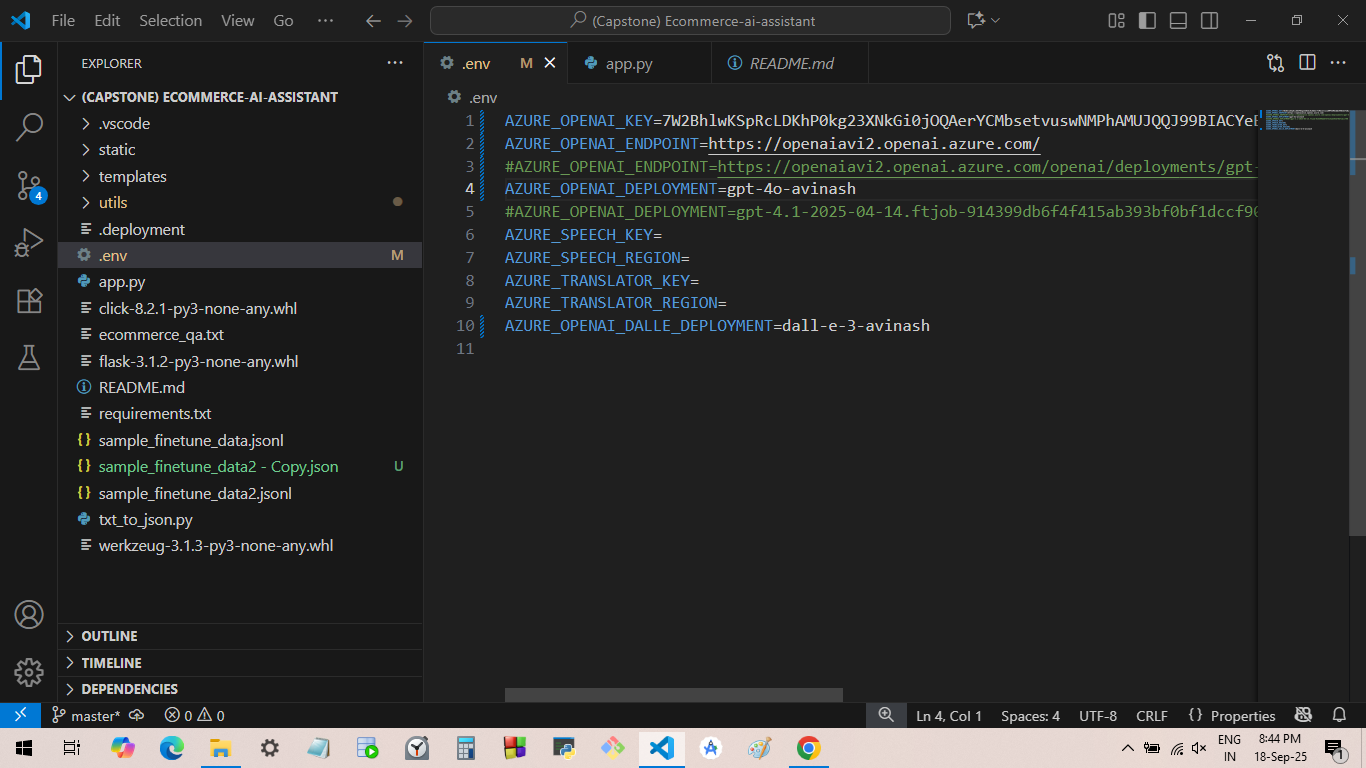 File Edit Selection View Go ··· (Capstone) Ecommerce-ai-assistant
EXPLORER
(CAPSTONE) ECOMMERCE-AI-ASSISTANT
.vscode
static
templates
utils
.deployment
.env M
app.py
click-8.2.1-py3-none-any.whl
ecommerce_qa.txt
flask-3.1.2-py3-none-any.whl
README.md
requirements.txt
sample_finetune_data.jsonl
sample_finetune_data2 - Copy.json U
sample_finetune_data2.jsonl
txt_to_json.py
werkzeug-3.1.3-py3-none-any.whl
OUTLINE
TIMELINE
DEPENDENCIES
4
.env M app.py README.md
.env
1 AZURE_OPENAI_KEY=7W2BhlwKSpRcLDKhP0kg23XNkGi0jOQAerYCMbsetvuswNMPhAMUJQQJ99BIACYeB
2 AZURE_OPENAI_ENDPOINT=https://openaiavi2.openai.azure.com/
3 #AZURE_OPENAI_ENDPOINT=https://openaiavi2.openai.azure.com/openai/deployments/gpt-
4 AZURE_OPENAI_DEPLOYMENT=gpt-4o-avinash
5 #AZURE_OPENAI_DEPLOYMENT=gpt-4.1-2025-04-14.ftjob-914399db6f4f415ab393bf0bf1dccf90
6 AZURE_SPEECH_KEY=
7 AZURE_SPEECH_REGION=
8 AZURE_TRANSLATOR_KEY=
9 AZURE_TRANSLATOR_REGION=
10 AZURE_OPENAI_DALLE_DEPLOYMENT=dall-e-3-avinash
11
master* 0 0 Ln 4, Col 1 Spaces: 4 UTF-8 CRLF {} Properties
ENG
IN
8:44 PM
18-Sep-25
1